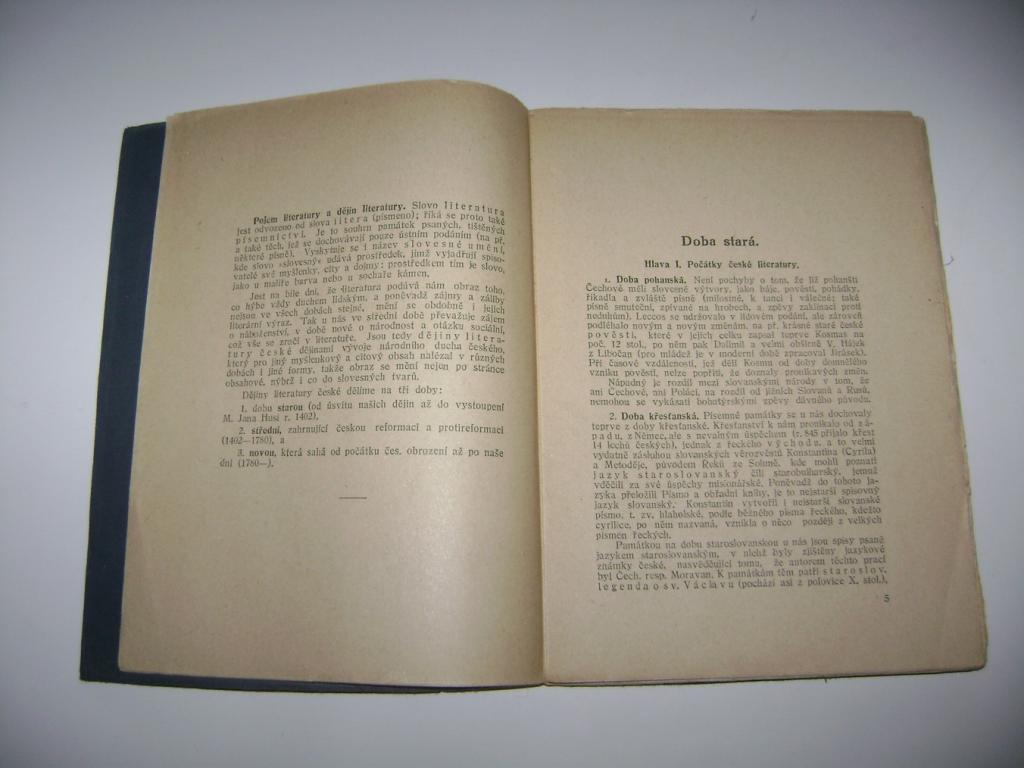 Pojem literatury a dějin literatury. Slovo literatura
jest odvozeno od slova litera (písmeno); říká se proto také
písemnictví. Je to souhrn památek psaných, tištěných
a také těch, jež se dochovávají pouze ústním podáním (na př.
některé písně). Vyskytuje se i název slovesné umění,
kde slovo «slovesný» udává prostředek, jímž vyjadřují spiso-
vatelé své myšlenky, city a dojmy: prostředkem tím je slovo,
jako u malíře barva nebo u sochaře kámen.
Jest na bíle dni, že literatura podává nám obraz toho,
co hýbe vždy duchem lidským, a poněvadž zájmy a záliby
nejsou ve všech dobách stejné, mění se obdobně i jejich
literární výraz. Tak u nás ve střední době převažuje zájem
o náboženství, v době nové o národnost a otázku sociální,
což vše se zračí v literatuře. Jsou tedy dějiny litera-
tury české dějinami vývoje národního ducha českého,
který pro jiný myšlenkový a citový obsah nalézal v různých
dobách i jiné formy, takže obraz se mění nejen po stránce
obsahové, nýbrž i co do slovesných tvarů.
Dějiny literatury české dělíme na tři doby:
1. dobu starou (od úsvitu našich dějin až do vystoupení
M. Jana Husi r. 1402).
2. střední, zahrnující českou reformaci a protireformaci
(1402—1780), a
3. novou, která sahá od počátku čes. obrození až po naše
dni (1780—).
Doba stará.
Hlava I. Počátky české literatury.
1. Doba pohanská. Není pochyby o tom, že již pohanští
Čechové měli slovesné výtvory, jako báje, pověsti, pohádky,
říkadla a zvláště písně (milostné, k tanci i válečné; také
písně smuteční, zpívané na hrobech, a zpěvy zaklínací proti
neduhům). Leccos se udržovalo v lidovém podání, ale zároveň
podléhalo novým a novým změnám, na př. krásné staré české
pověsti, které v jejich celku zapsal teprve Kosmas na
poč. 12 stol., po něm pak Dalimil a velmi obšírně V. Hájek
z Libočan (pro mládež je v moderní době zpracoval Jirásek).
Při časové vzdálenosti, jež dělí Kosmu od doby domnělého
vzniku pověstí, nelze popříti, že doznaly pronikavých změn.
Nápadný je rozdíl mezi slovanskými národy v tom, že
ani Čechové, ani Poláci, na rozdíl od jižních Slovanů a Rusů,
nemohou se vykázati bohatýrskými zpěvy dávného původu.
2. Doba křesťanská. Písemné památky se u nás dochovaly
teprve z doby křesťanské. Křesťanství k nám pronikalo od zá-
padu, z Němec, ale s nevalným úspěchem (r. 845 přijalo křest
14 lechů českých), jednak z řeckého východu, a to velmi
vydatně zásluhou slovanských věrozvěstů Konstantina (Cyrila)
a Metoděje, původem Řeků ze Soluně, kde mohli poznati
jazyk staroslovanský čili starobulharský, jemuž
vděčili za své úspěchy misionářské. Poněvadž do tohoto ja-
zyka přeložili Písmo a obřadní knihy, je to nejstarší spisovný
jazyk slovanský. Konstantin vytvořil i nejstarší slovanské
písmo, t. zv. hlaholské, podle běžného písma řeckého, kdežto
cyrilice, po něm nazvaná, vznikla o něco později z velkých
písmen řeckých.
Památkou na dobu staroslovanskou u nás jsou spisy psané
jazykem staroslovanským, v nichž byly zjištěny jazykové
známky české, nasvědčující tomu, že autorem těchto prací
byl Čech, resp. Moravan. K památkám těm patří staroslov.
legenda o sv. Václavu (pochází asi z polovice X. stol.),
5